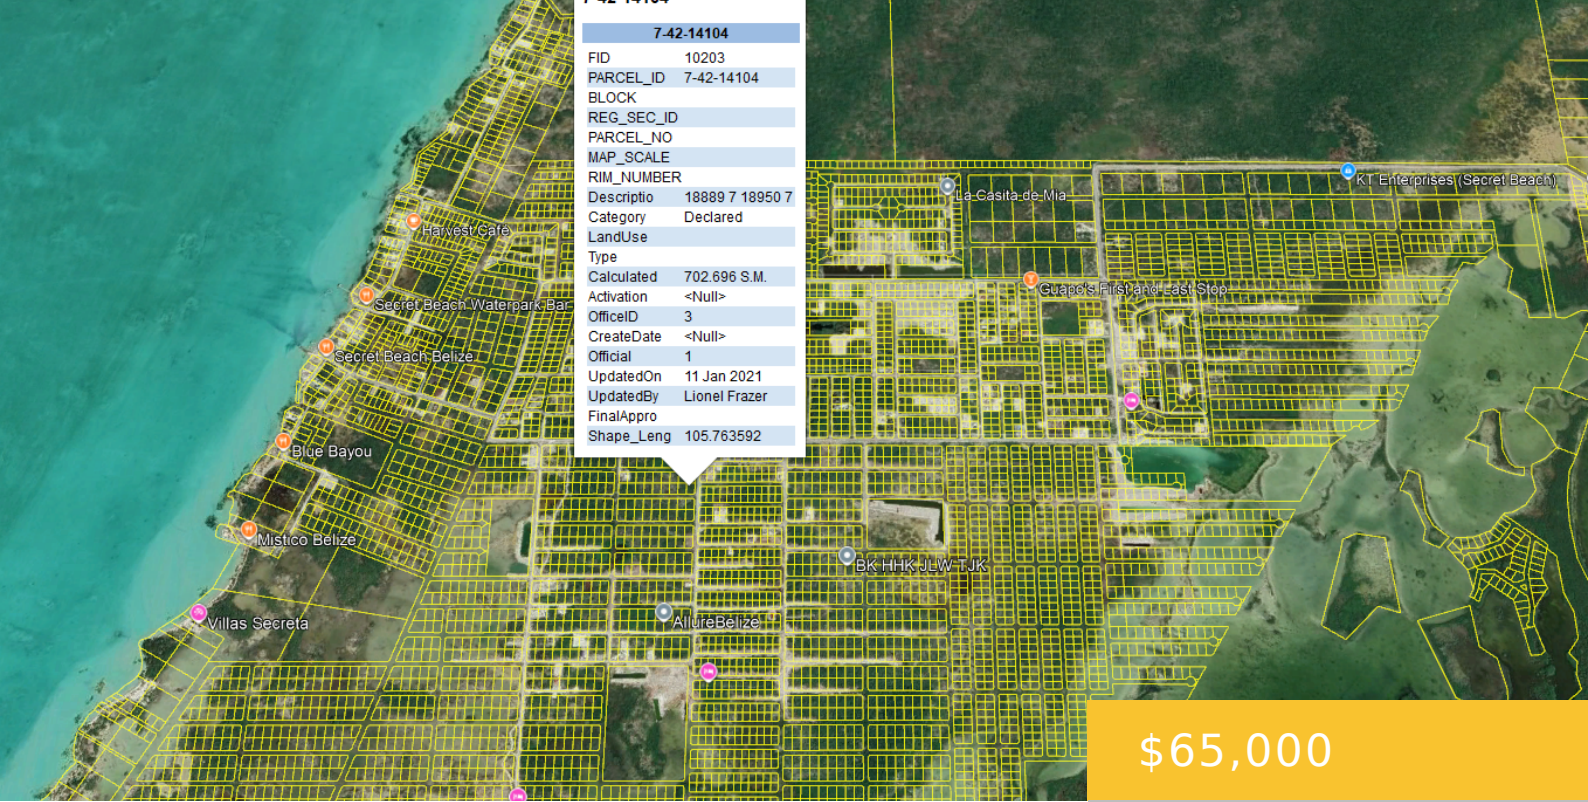 7-42-14104
7-42-14104
FID 10203
PARCEL_ID 7-42-14104
BLOCK
REG_SEC_ID
PARCEL_NO
MAP_SCALE
RIM_NUMBER
Descriptio 18889 7 18950 7
Category Declared
LandUse
Type
Calculated 702.696 S.M.
Activation <Null>
OfficeID 3
CreateDate <Null>
Official 1
UpdatedOn 11 Jan 2021
UpdatedBy Lionel Frazer
FinalAppro
Shape_Leng 105.763592
KT Enterprises (Secret Beach)
La Casita de Mia
Harvest Café
Guapo's First and Last Stop
Secret Beach Waterpark Bar
Secret Beach Belize
Blue Bayou
Mistico Belize
BK HHK JLW TJK
Villas Secreta
AllureBelize
$65,000